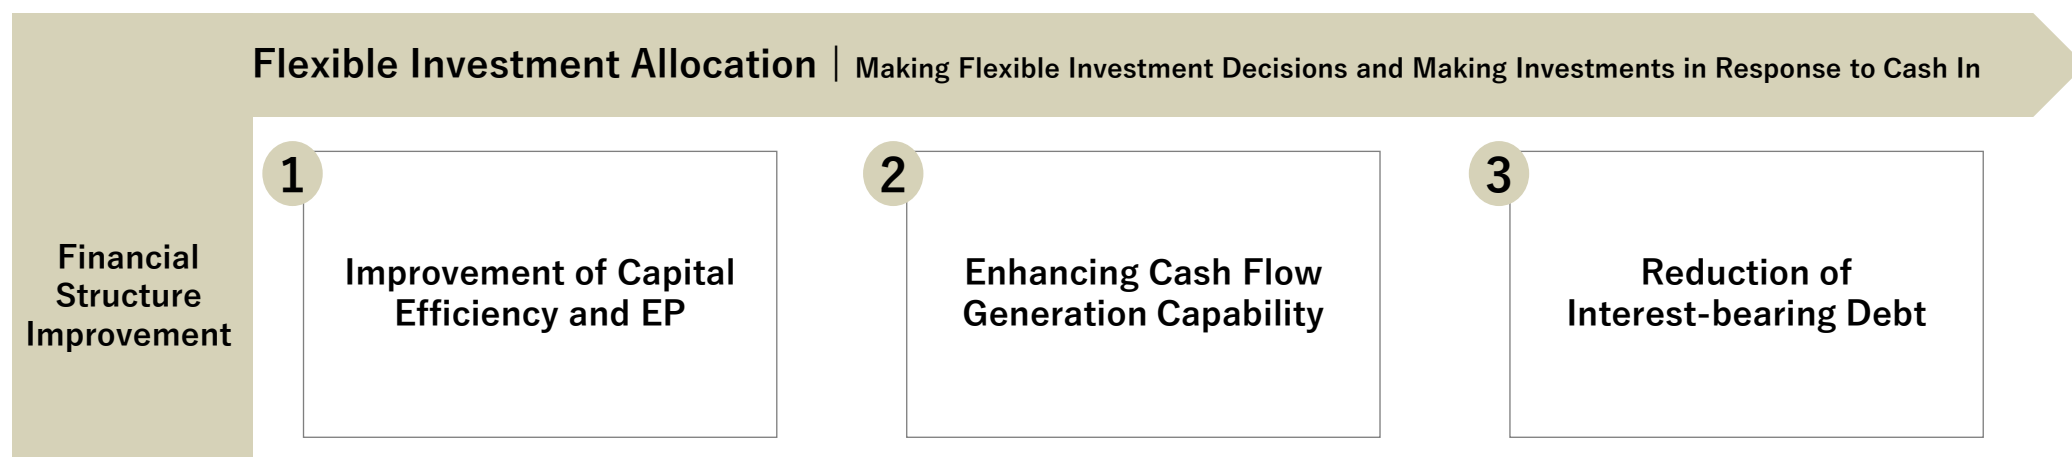 Flexible Investment Allocation | Making Flexible Investment Decisions and Making Investments in Response to Cash In
Financial
Structure
Improvement
1
Improvement of Capital
Efficiency and EP
2
Enhancing Cash Flow
Generation Capability
3
Reduction of
Interest-bearing Debt